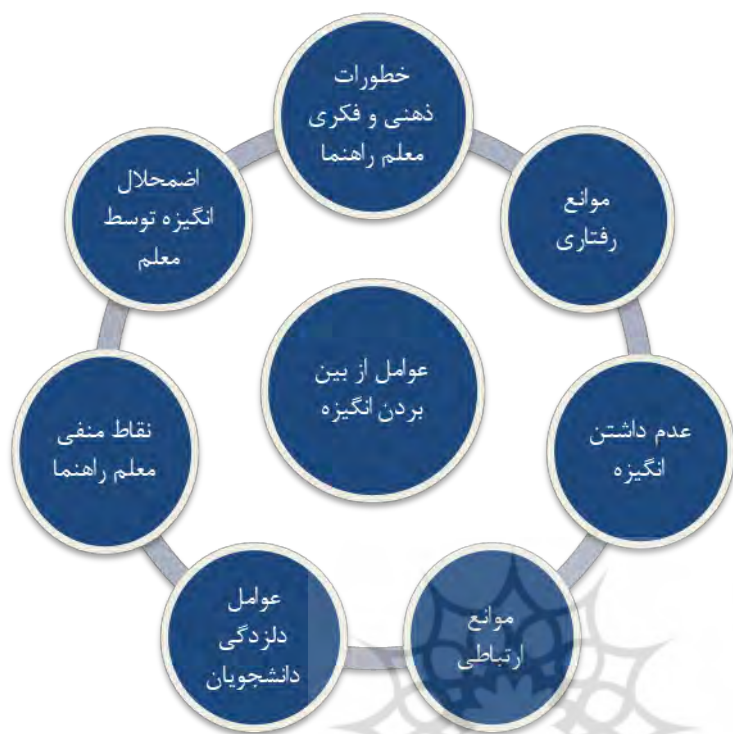 خطورات
ذهنی و فکری
معلم راهنما
موانع
رفتاری
عدم داشتن
انگیزه
موانع
ارتباطی
عوامل
دلزدگی
دانشجویان
نقاط منفی
معلم راهنما
اضمحلال
انگیزه توسط
معلم
عوامل از بین
بردن انگیزه